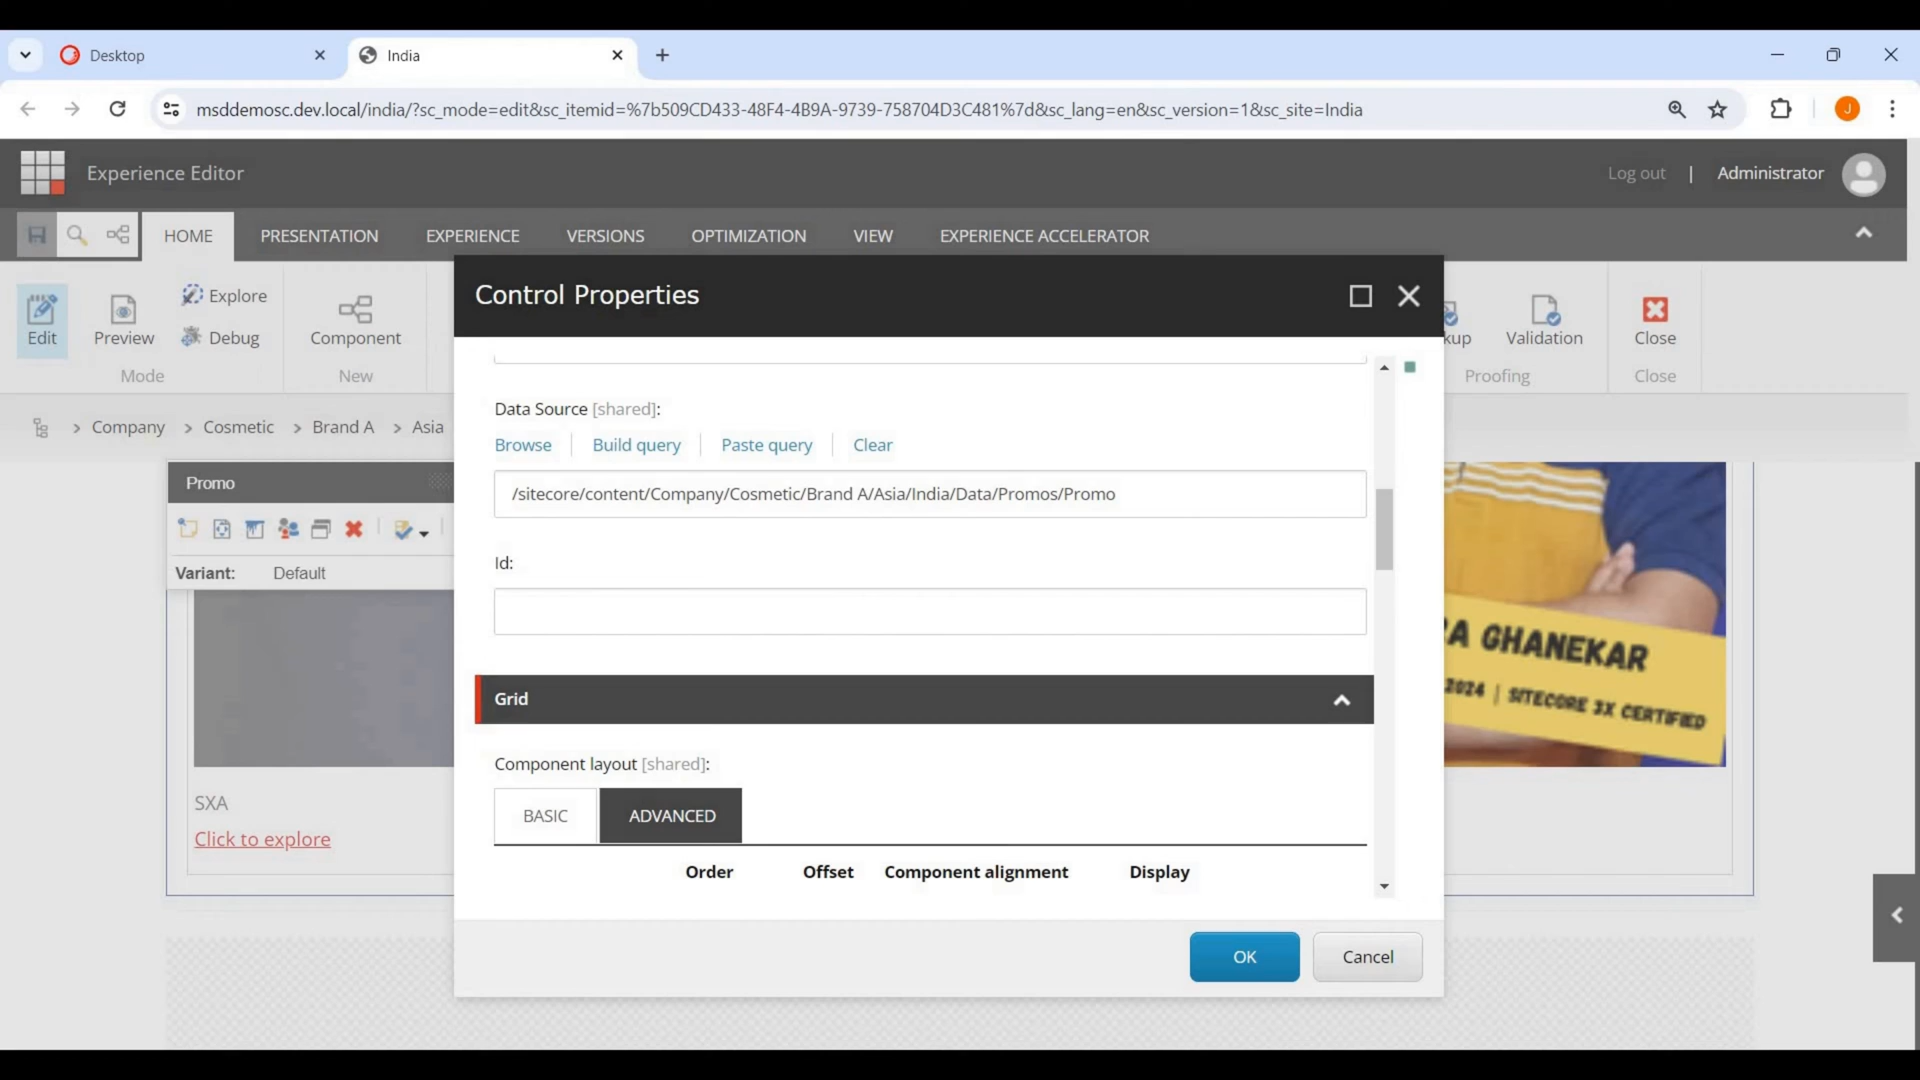 Desktop
India
msddemosc.dev.local/india/?sc_mode=edit&sc_itemid=%7b509CD433-48F4-4B9A-9739-758704D3C481%7d&sc_lang=en&sc_version=1&sc_site=India
J
Experience Editor
Log out | Administrator
HOME PRESENTATION EXPERIENCE VERSIONS OPTIMIZATION VIEW EXPERIENCE ACCELERATOR
Edit
Preview
Explore
Debug
Component
Mode
New
kup
Validation
Close
Proofing
Close
> Company > Cosmetic > Brand A > Asia
Promo
Variant: Default
SXA
Click to explore
Control Properties
Data Source [shared]:
Browse
Build query
Paste query
Clear
/sitecore/content/Company/Cosmetic/Brand A/Asia/India/Data/Promos/Promo
Id:
Grid
Component layout [shared]:
BASIC
ADVANCED
Order Offset Component alignment Display
OK
Cancel
RA GHANEKAR
2024 | SITECORE 3X CERTIFIED